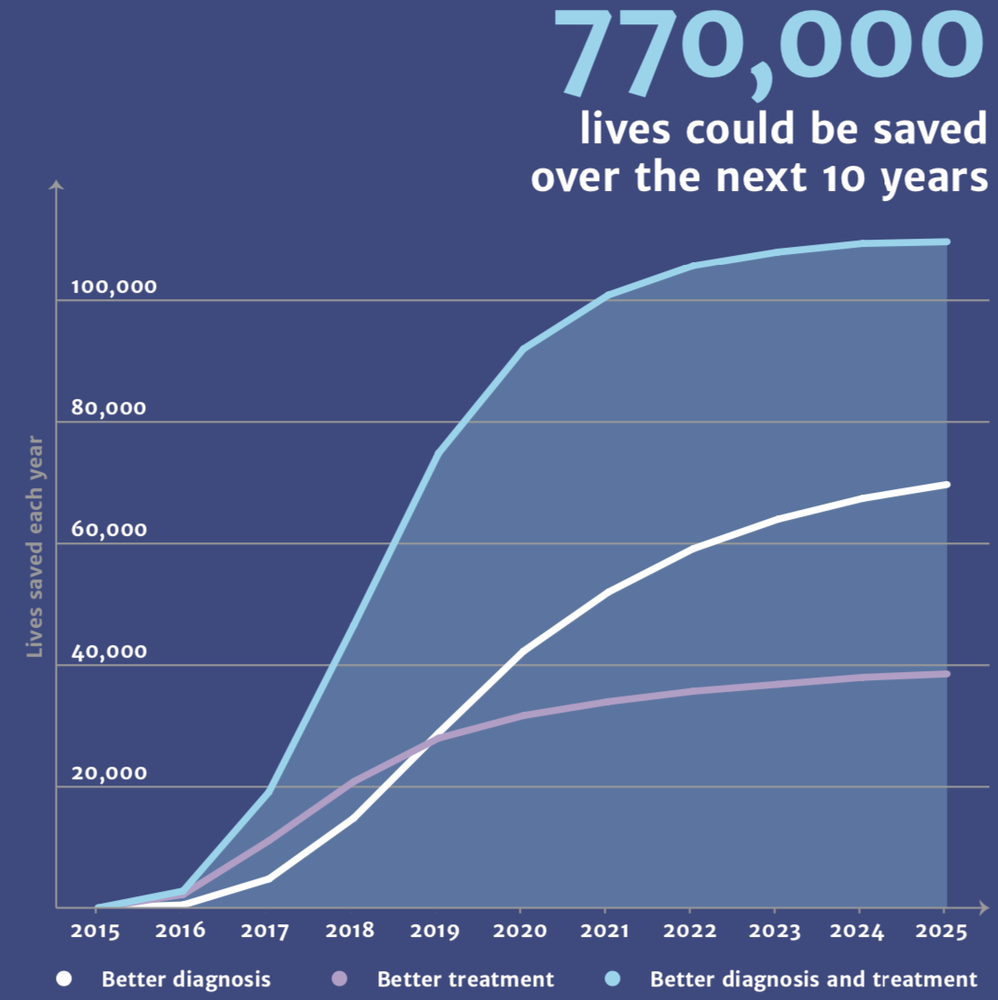 770,000
lives could be saved
over the next 10 years
Lives saved each year
100,000
80,000
60,000
40,000
20,000
2015 2016 2017 2018 2019 2020 2021 2022 2023 2024 2025
Better diagnosis Better treatment Better diagnosis and treatment